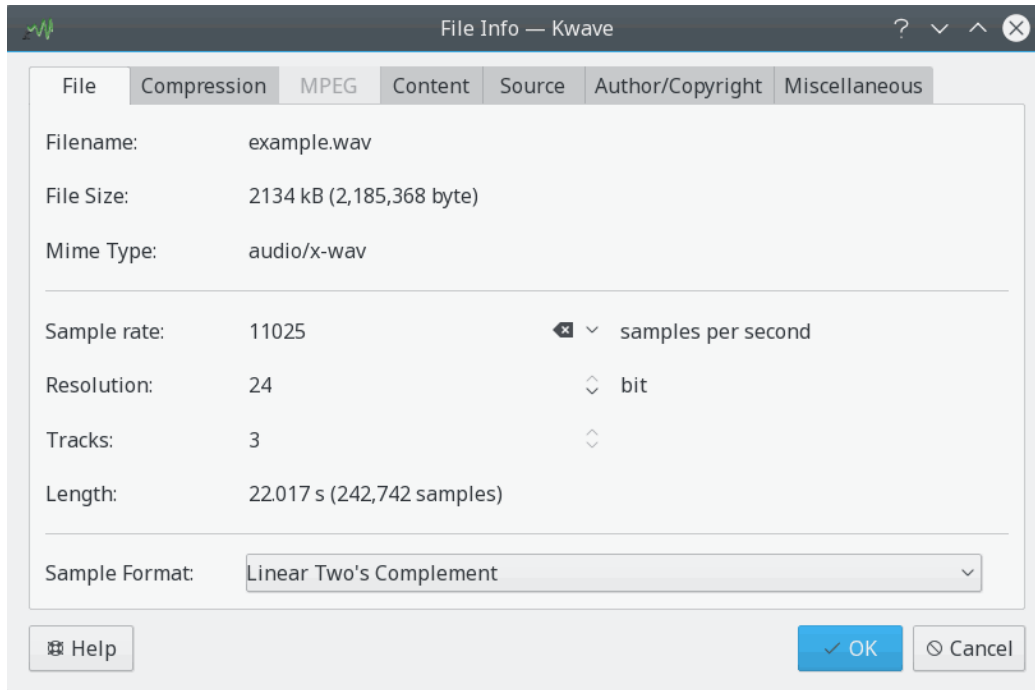 File Info — Kwave
File Compression MPEG Content Source Author/Copyright Miscellaneous
Filename: example.wav
File Size: 2134 kB (2,185,368 byte)
Mime Type: audio/x-wav
Sample rate: 11025 samples per second
Resolution: 24 bit
Tracks: 3
Length: 22.017 s (242,742 samples)
Sample Format: Linear Two's Complement
Help OK Cancel